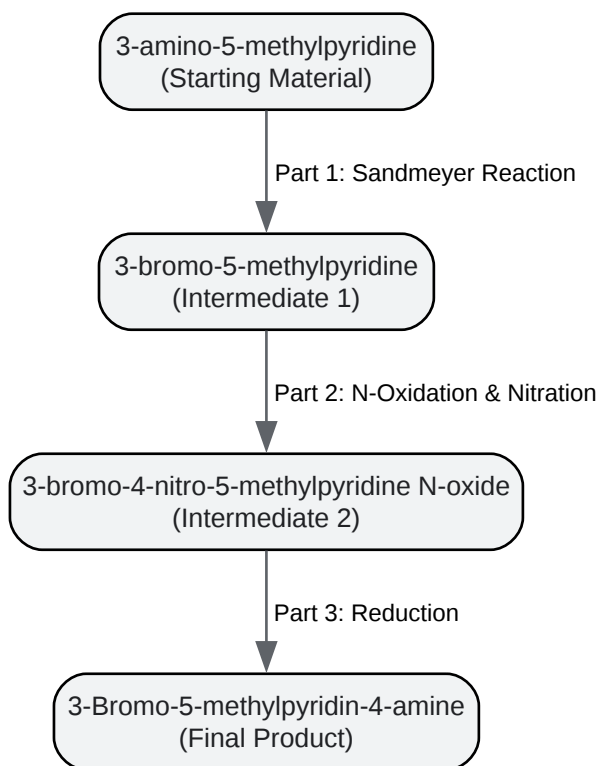 3-amino-5-methylpyridine
(Starting Material)
Part 1: Sandmeyer Reaction
3-bromo-5-methylpyridine
(Intermediate 1)
Part 2: N-Oxidation & Nitration
3-bromo-4-nitro-5-methylpyridine N-oxide
(Intermediate 2)
Part 3: Reduction
3-Bromo-5-methylpyridin-4-amine
(Final Product)